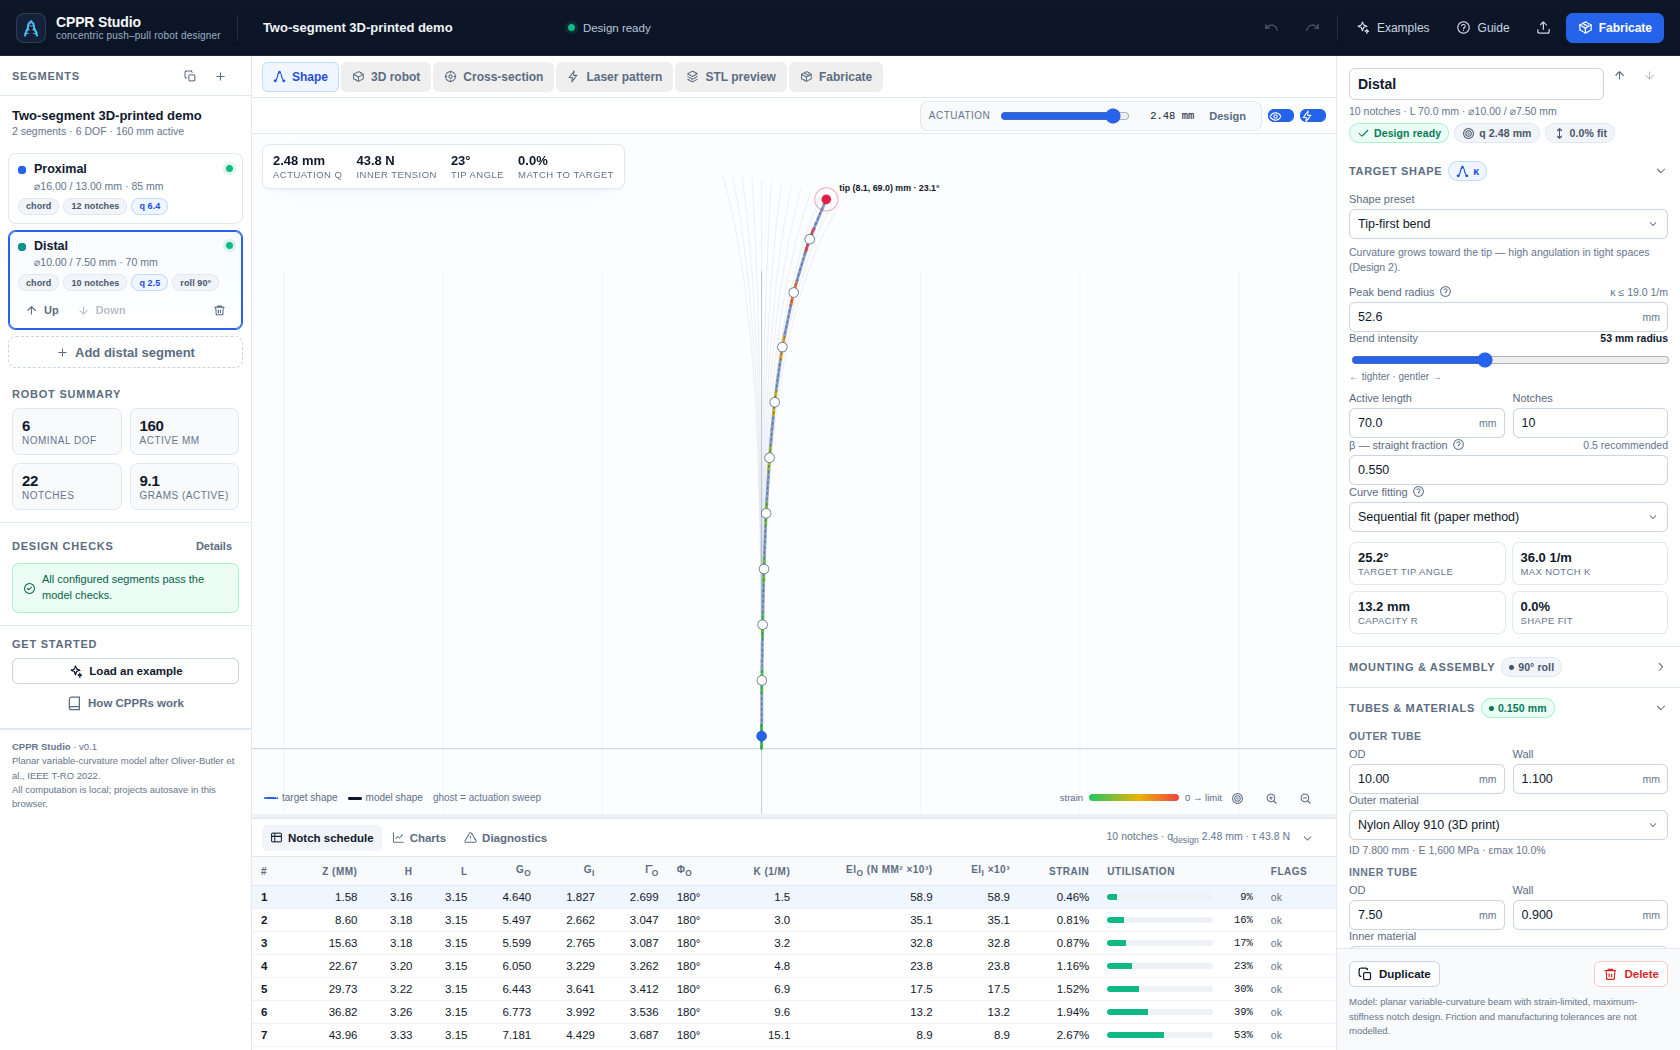 CPPR Studio
concentric push–pull robot designer
Two-segment 3D-printed demo
Design ready
Examples
Guide
Fabricate
SEGMENTS
Two-segment 3D-printed demo
2 segments · 6 DOF · 160 mm active
Proximal
⌀16.00 / 13.00 mm · 85 mm
chord 12 notches q 6.4
Distal
⌀10.00 / 7.50 mm · 70 mm
chord 10 notches q 2.5 roll 90°
Up Down
Add distal segment
ROBOT SUMMARY
6
NOMINAL DOF
160
ACTIVE MM
22
NOTCHES
9.1
GRAMS (ACTIVE)
DESIGN CHECKS Details
All configured segments pass the
model checks.
GET STARTED
Load an example
How CPPRs work
CPPR Studio · v0.1
Planar variable-curvature model after Oliver-Butler et
al., IEEE T-RO 2022.
All computation is local; projects autosave in this
browser.
Shape 3D robot Cross-section Laser pattern STL preview Fabricate
ACTUATION 2.48 mm Design
2.48 mm 43.8 N 23° 0.0%
ACTUATION Q INNER TENSION TIP ANGLE MATCH TO TARGET
tip (8.1, 69.0) mm · 23.1°
target shape model shape ghost = actuation sweep
strain 0 → limit
Notch schedule Charts Diagnostics
10 notches · qdesign 2.48 mm · τ 43.8 N
# Z (MM) H L GO GI ΓO ΦO Κ (1/M) EIO (N MM² ×10³) EII ×10³ STRAIN UTILISATION FLAGS
1 1.58 3.16 3.15 4.640 1.827 2.699 180° 1.5 58.9 58.9 0.46% 9% ok
2 8.60 3.18 3.15 5.497 2.662 3.047 180° 3.0 35.1 35.1 0.81% 16% ok
3 15.63 3.18 3.15 5.599 2.765 3.087 180° 3.2 32.8 32.8 0.87% 17% ok
4 22.67 3.20 3.15 6.050 3.229 3.262 180° 4.8 23.8 23.8 1.16% 23% ok
5 29.73 3.22 3.15 6.443 3.641 3.412 180° 6.9 17.5 17.5 1.52% 30% ok
6 36.82 3.26 3.15 6.773 3.992 3.536 180° 9.6 13.2 13.2 1.94% 39% ok
7 43.96 3.33 3.15 7.181 4.429 3.687 180° 15.1 8.9 8.9 2.67% 53% ok
Distal
10 notches · L 70.0 mm · ⌀10.00 / ⌀7.50 mm
Design ready q 2.48 mm 0.0% fit
TARGET SHAPE κ
Shape preset
Tip-first bend
Curvature grows toward the tip — high angulation in tight spaces
(Design 2).
Peak bend radius κ ≤ 19.0 1/m
52.6 mm
Bend intensity 53 mm radius
← tighter · gentler →
Active length Notches
70.0 mm 10
β — straight fraction 0.5 recommended
0.550
Curve fitting
Sequential fit (paper method)
25.2°
TARGET TIP ANGLE
36.0 1/m
MAX NOTCH Κ
13.2 mm
CAPACITY R
0.0%
SHAPE FIT
MOUNTING & ASSEMBLY 90° roll
TUBES & MATERIALS 0.150 mm
OUTER TUBE
OD Wall
10.00 mm 1.100 mm
Outer material
Nylon Alloy 910 (3D print)
ID 7.800 mm · E 1,600 MPa · εmax 10.0%
INNER TUBE
OD Wall
7.50 mm 0.900 mm
Inner material
Duplicate Delete
Model: planar variable-curvature beam with strain-limited, maximum-
stiffness notch design. Friction and manufacturing tolerances are not
modelled.